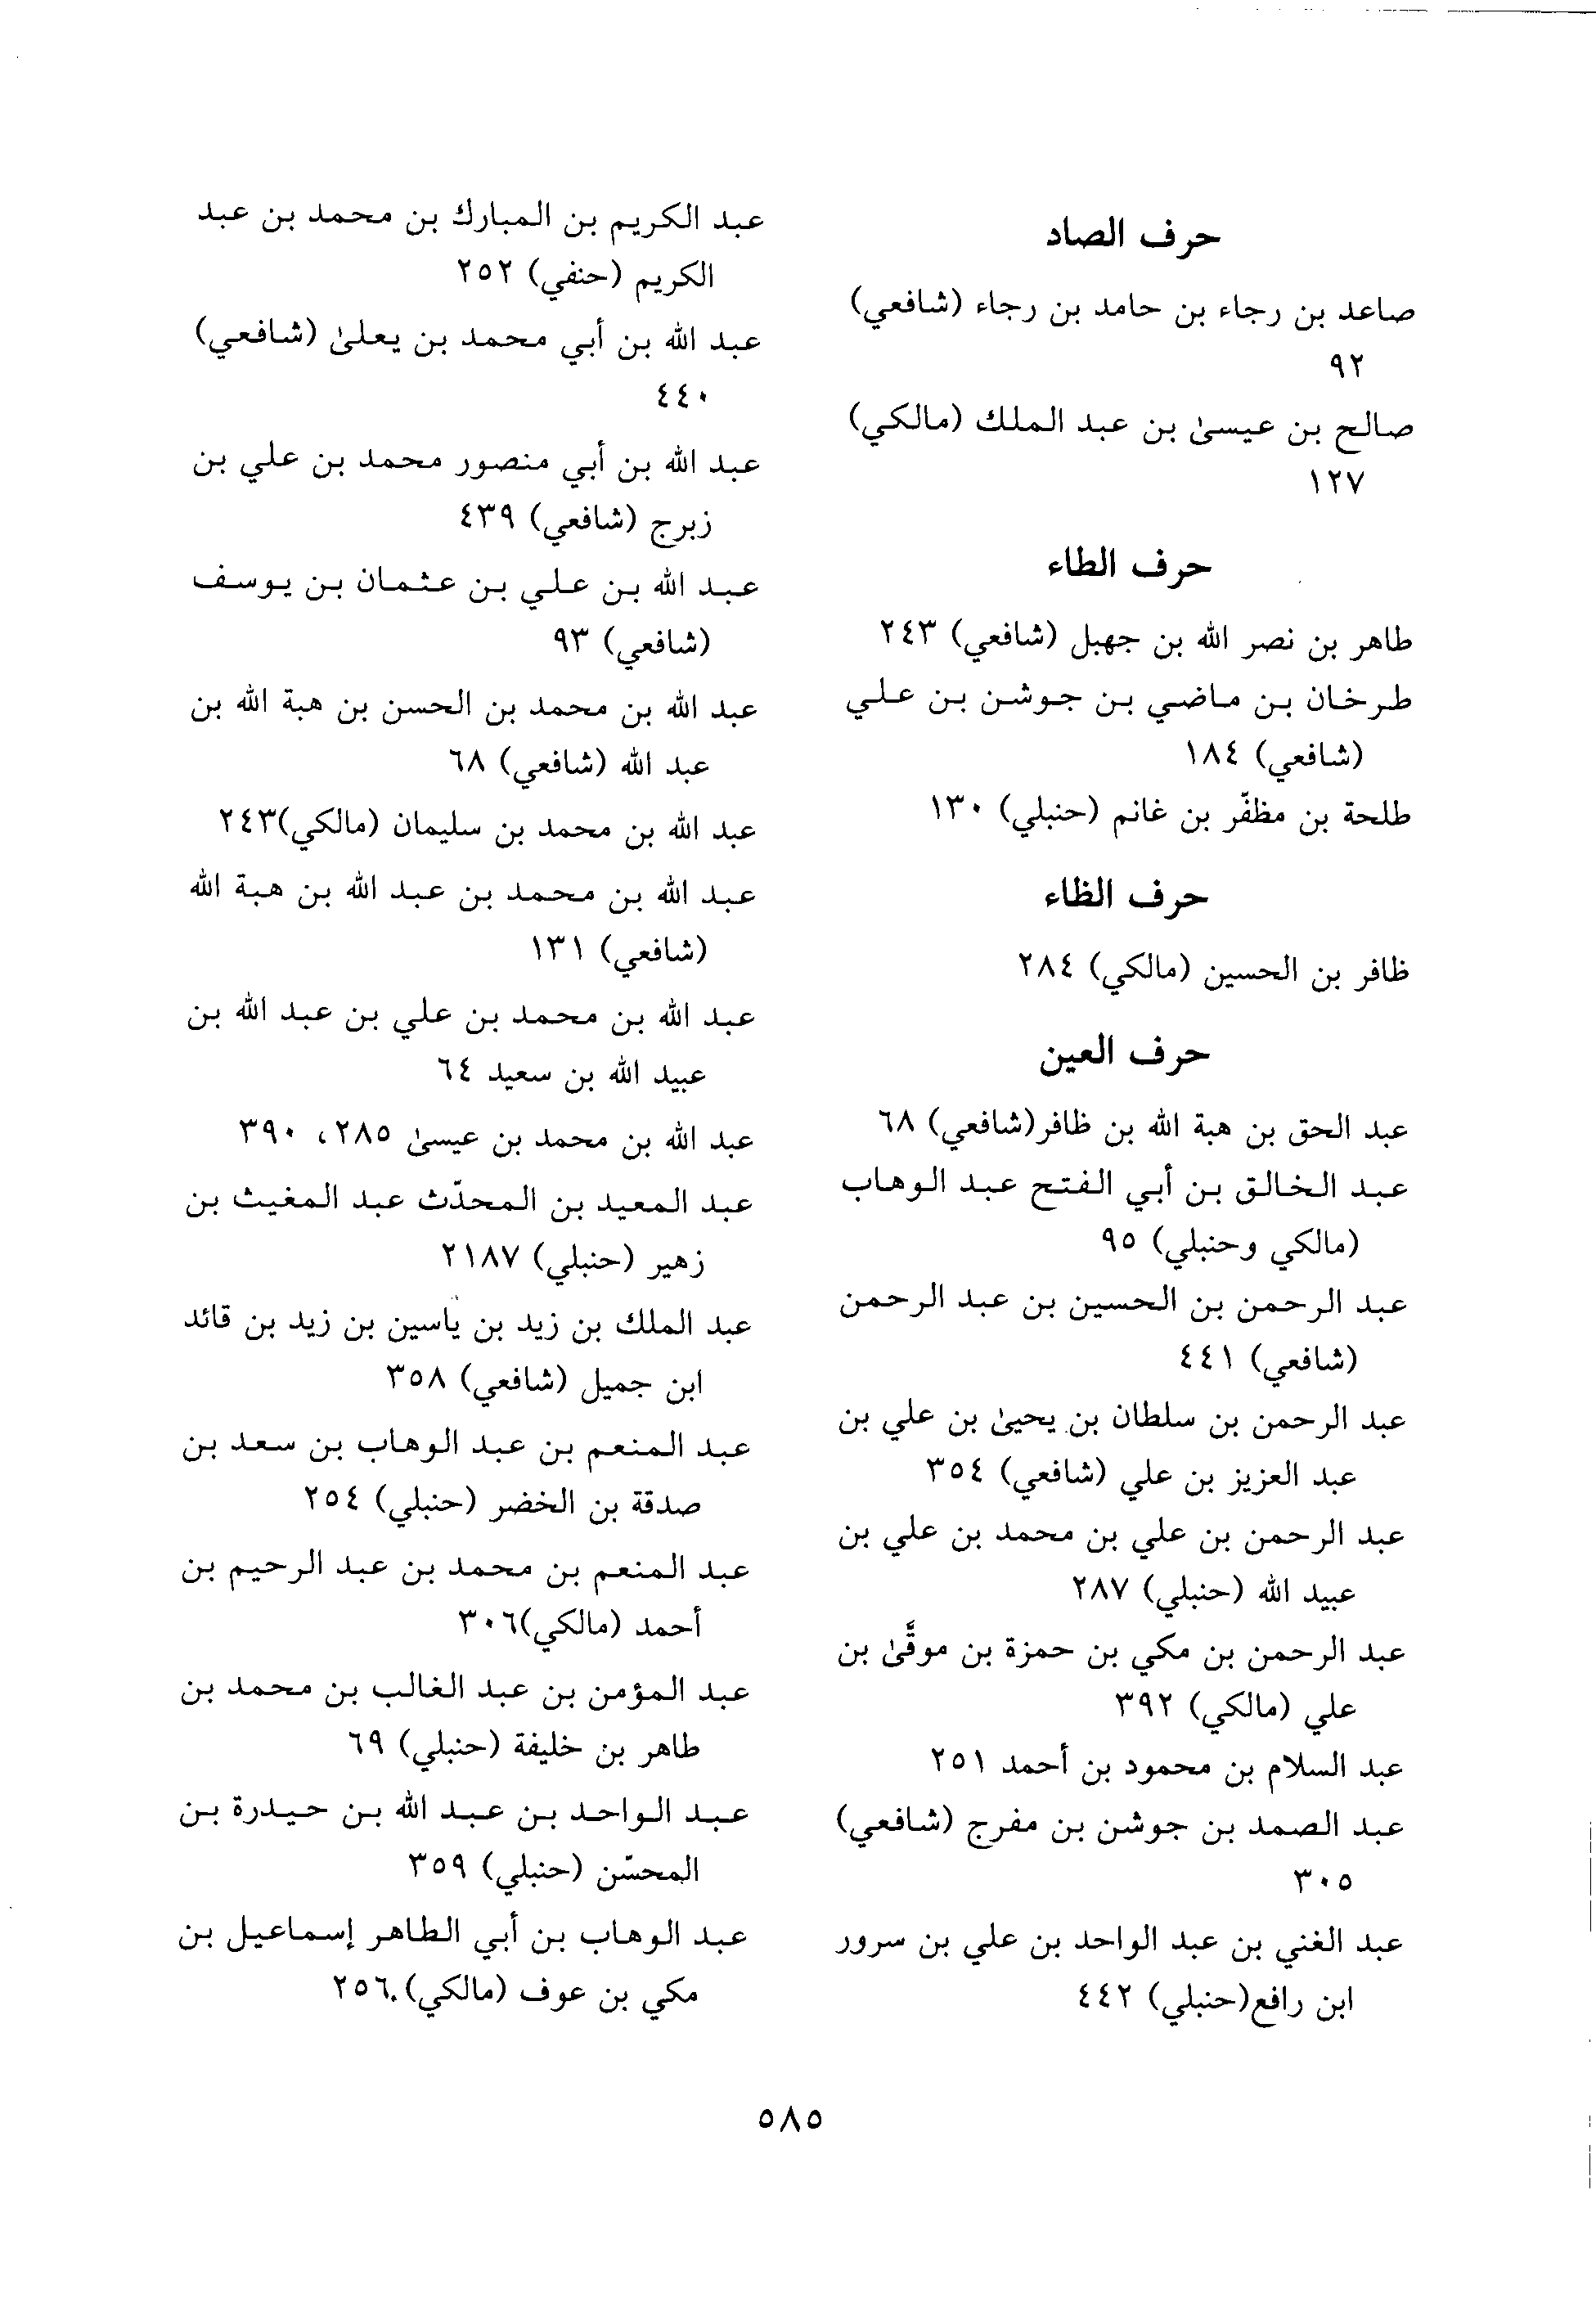 حرف الصاد
صاعد بن رجاء بن حامد بن رجاء (شافعي)
٩٢
صالح بن عيسىٰ بن عبد الملك (مالكي)
١٢٧
حرف الطاء
طاهر بن نصر الله بن جهبل (شافعي) ٢٤٣
طرخان بن ماضي بن جوشن بن علي
(شافعي) ١٨٤
طلحة بن مظفّر بن غانم (حنبلي) ١٣٠
حرف الظاء
ظافر بن الحسين (مالكي) ٢٨٤
حرف العين
عبد الحق بن هبة الله بن ظافر(شافعي) ٦٨
عبد الخالق بن أبي الفتح عبد الوهاب
(مالكي وحنبلي) ٩٥
عبد الرحمن بن الحسين بن عبد الرحمن
(شافعي) ٤٤١
عبد الرحمن بن سلطان بن يحيىٰ بن علي بن
عبد العزيز بن علي (شافعي) ٣٥٤
عبد الرحمن بن علي بن محمد بن علي بن
عبيد الله (حنبلي) ٢٨٧
عبد الرحمن بن مكي بن حمزة بن موقَّىٰ بن
علي (مالكي) ٣٩٢
عبد السلام بن محمود بن أحمد ٢٥١
عبد الصمد بن جوشن بن مفرج (شافعي)
٣٠٥
عبد الغني بن عبد الواحد بن علي بن سرور
ابن رافع(حنبلي) ٤٤٢
عبد الكريم بن المبارك بن محمد بن عبد
الكريم (حنفي) ٢٥٢
عبد الله بن أبي محمد بن يعلىٰ (شافعي)
٤٤٠
عبد الله بن أبي منصور محمد بن علي بن
زبرج (شافعي) ٤٣٩
عبد الله بن علي بن عثمان بن يوسف
(شافعي) ٩٣
عبد الله بن محمد بن الحسن بن هبة الله بن
عبد الله (شافعي) ٦٨
عبد الله بن محمد بن سليمان (مالكي)٢٤٣
عبد الله بن محمد بن عبد الله بن هبة الله
(شافعي) ١٣١
عبد الله بن محمد بن علي بن عبد الله بن
عبيد الله بن سعيد ٦٤
عبد الله بن محمد بن عيسىٰ ٢٨٥، ٣٩٠
عبد المعيد بن المحدّث عبد المغيث بن
زهير (حنبلي) ٢١٨٧
عبد الملك بن زيد بن ياسين بن زيد بن قائد
ابن جميل (شافعي) ٣٥٨
عبد المنعم بن عبد الوهاب بن سعد بن
صدقة بن الخضر (حنبلي) ٢٥٤
عبد المنعم بن محمد بن عبد الرحيم بن
أحمد (مالكي)٣٠٦
عبد المؤمن بن عبد الغالب بن محمد بن
طاهر بن خليفة (حنبلي) ٦٩
عبد الواحد بن عبد الله بن حيدرة بن
المحسّن (حنبلي) ٣٥٩
عبد الوهاب بن أبي الطاهر إسماعيل بن
مكي بن عوف (مالكي).٢٥٦
٥٨٥